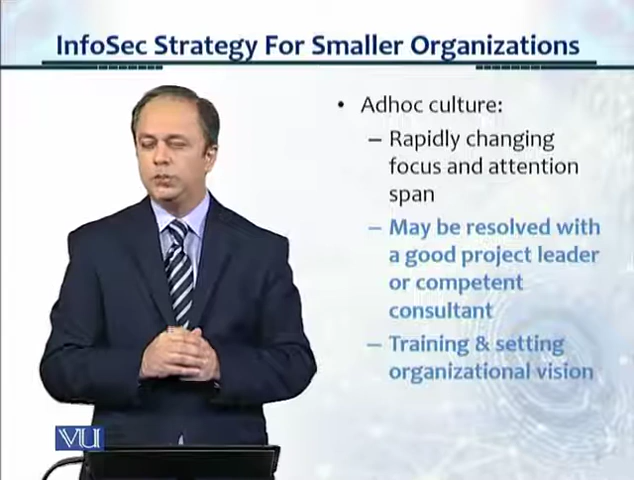 InfoSec Strategy For Smaller Organizations
• Adhoc culture:
– Rapidly changing
focus and attention
span
– May be resolved with
a good project leader
or competent
consultant
– Training & setting
organizational vision
VU